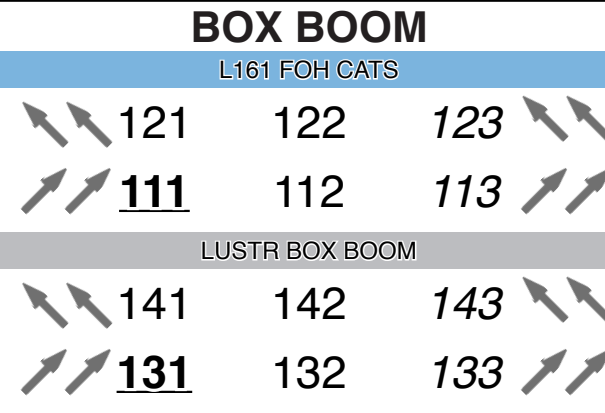 BOX BOOM
L161 FOH CATS
121 122 123
111 112 113
LUSTR BOX BOOM
141 142 143
131 132 133